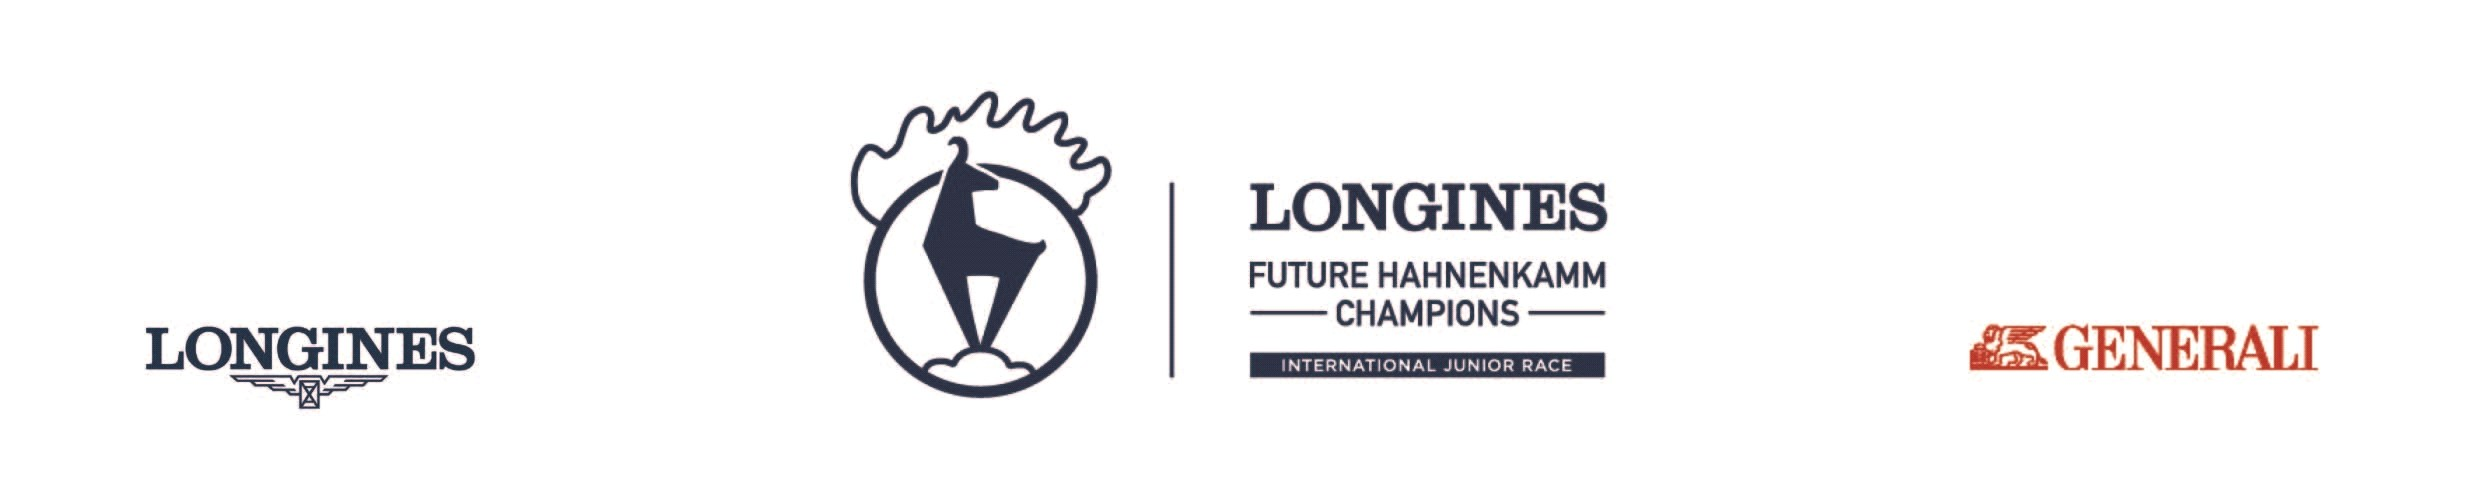 LONGINES
LONGINES
FUTURE HAHNENKAMM
CHAMPIONS
INTERNATIONAL JUNIOR RACE
GENERALI